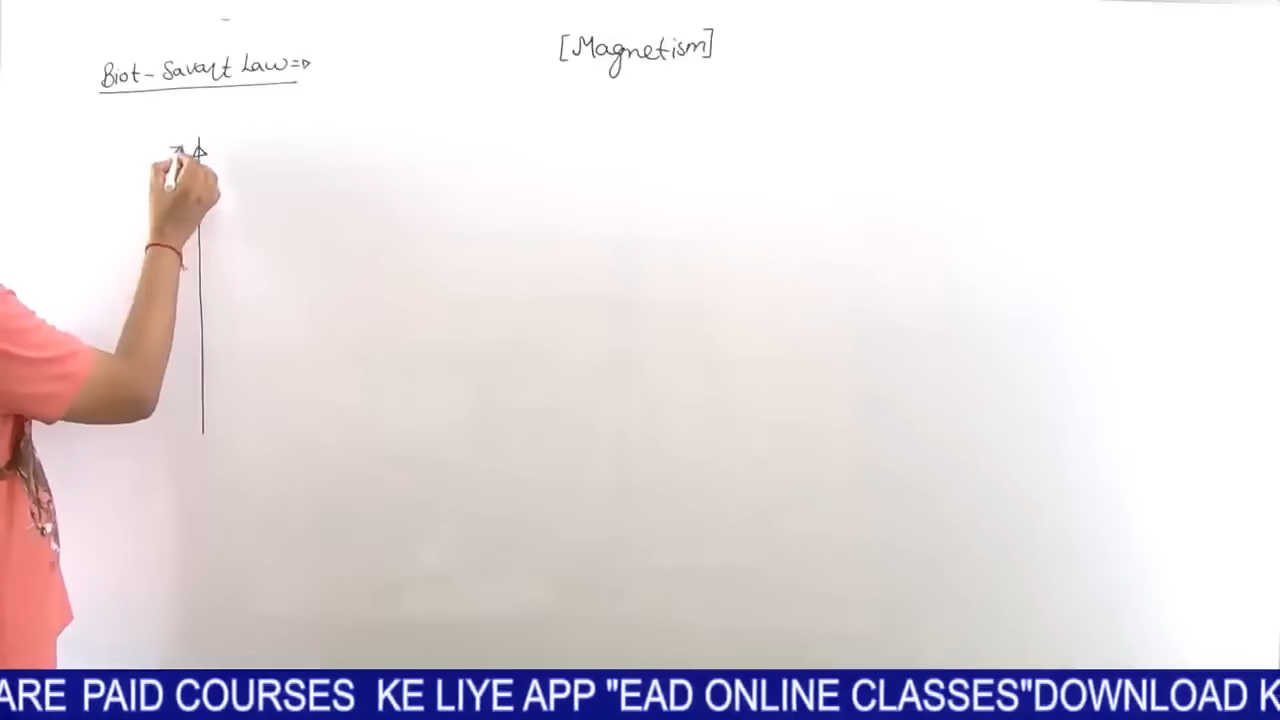 [Magnetism]
Biot-Savart Law⇒
ARE PAID COURSES KE LIYE APP "EAD ONLINE CLASSES"DOWNLOAD K